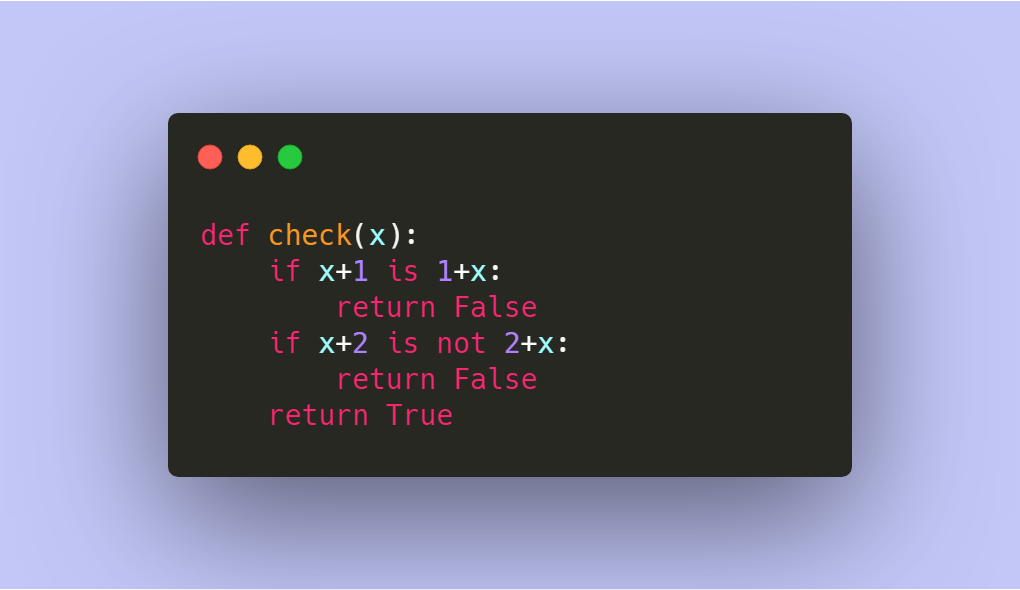 def check(x):
    if x+1 is 1+x:
        return False
    if x+2 is not 2+x:
        return False
    return True